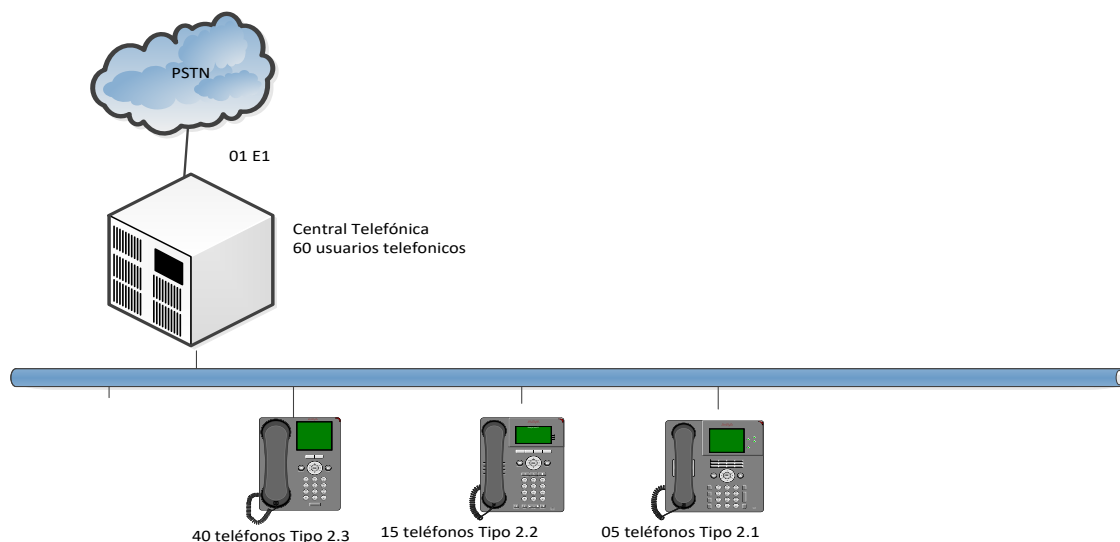 PSTN
01 E1
Central Telefónica
60 usuarios telefonicos
40 teléfonos Tipo 2.3
15 teléfonos Tipo 2.2
05 teléfonos Tipo 2.1